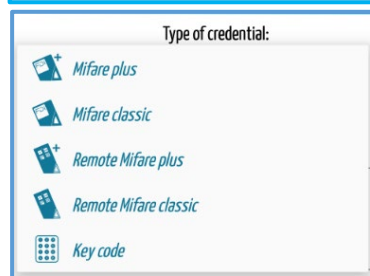 Type of credential:
Mifare plus
Mifare classic
Remote Mifare plus
Remote Mifare classic
Key code